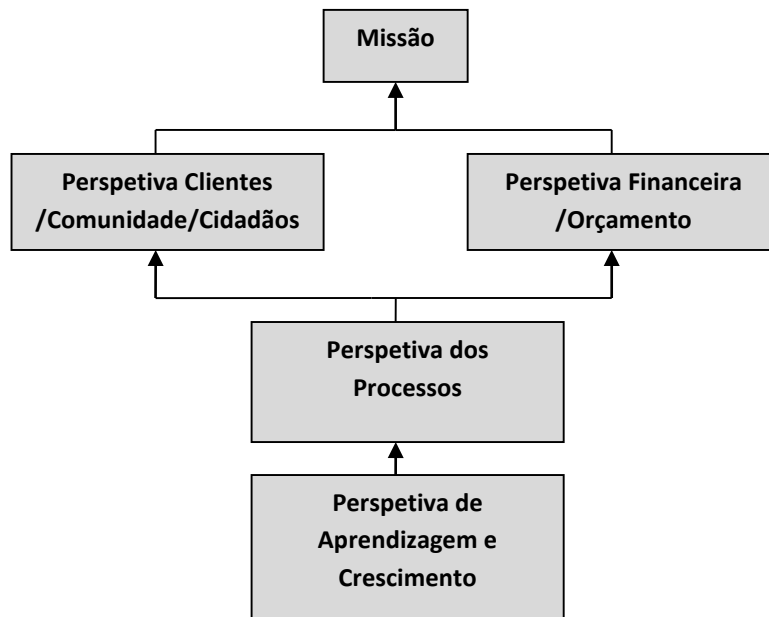 Missão
Perspetiva Clientes
/Comunidade/Cidadãos
Perspetiva Financeira
/Orçamento
Perspetiva dos
Processos
Perspetiva de
Aprendizagem e
Crescimento